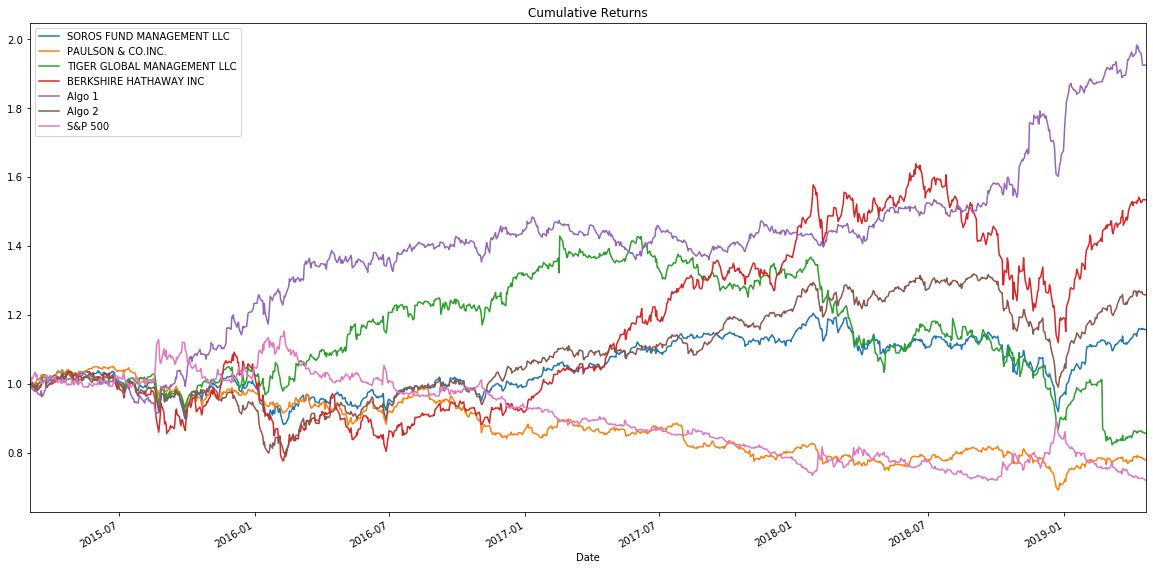 Cumulative Returns
SOROS FUND MANAGEMENT LLC
PAULSON & CO.INC.
TIGER GLOBAL MANAGEMENT LLC
BERKSHIRE HATHAWAY INC
Algo 1
Algo 2
S&P 500
2.0
1.8
1.6
1.4
1.2
1.0
0.8
2015-07
2016-01
2016-07
2017-01
2017-07
2018-01
2018-07
2019-01
Date